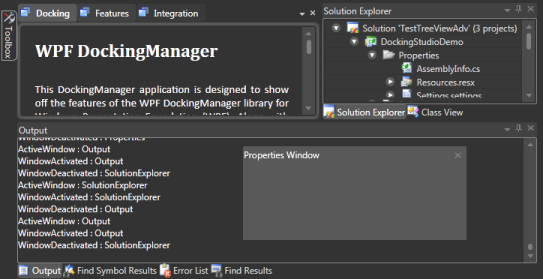 Toolbox
Docking
Features
Integration
WPF DockingManager
This DockingManager application is designed to show
off the features of the WPF DockingManager library for
Solution Explorer
Solution 'TestTreeViewAdv' (3 projects)
DockingStudioDemo
Properties
AssemblyInfo.cs
Resources.resx
Settings.settings
Solution Explorer
Class View
Output
WindowDeactivated : Properties
ActiveWindow : Output
WindowActivated : Output
WindowDeactivated : SolutionExplorer
ActiveWindow : SolutionExplorer
WindowActivated : SolutionExplorer
WindowDeactivated : Output
ActiveWindow : Output
WindowActivated : Output
WindowDeactivated : SolutionExplorer
Properties Window
Output
Find Symbol Results
Error List
Find Results